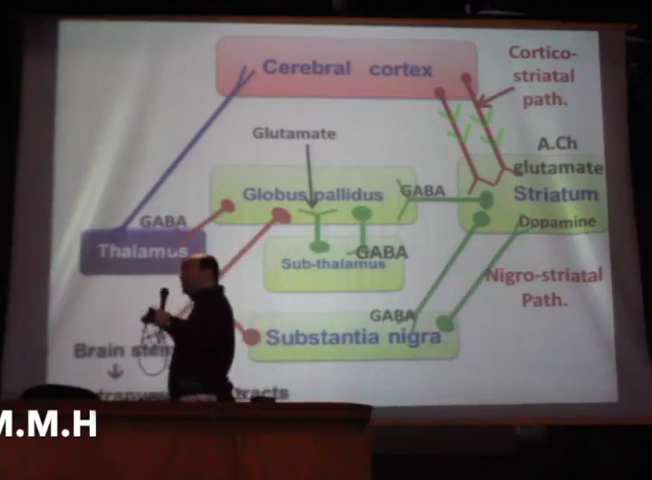 Cerebral cortex
Cortico-
striatal
path.
Glutamate
A.Ch
glutamate
Globus pallidus
GABA
Striatum
GABA
Dopamine
Thalamus
GABA
Sub-thalamus
Nigro-striatal
Path.
GABA
Substantia nigra
Brain stem
tracts
M.M.H